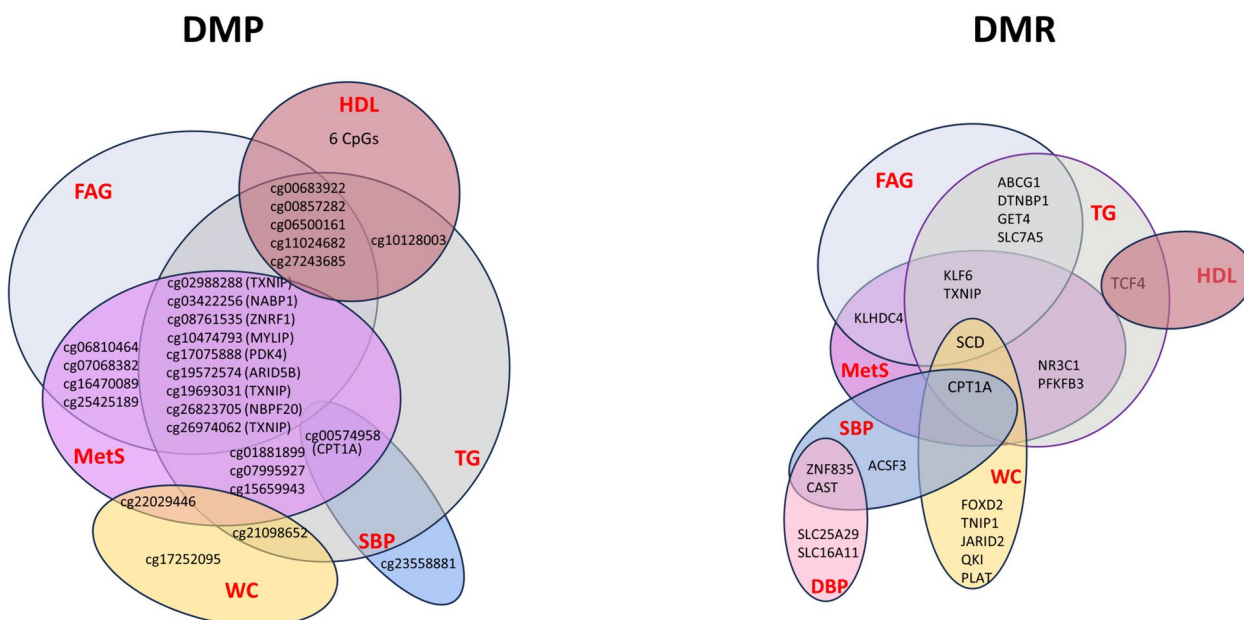 DMP
HDL
6 CpGs
FAG
cg00683922
cg00857282
cg06500161
cg11024682
cg27243685
cg10128003
cg02988288 (TXNIP)
cg03422256 (NABP1)
cg08761535 (ZNRF1)
cg10474793 (MYLIP)
cg17075888 (PDK4)
cg19572574 (ARID5B)
cg19693031 (TXNIP)
cg26823705 (NBPF20)
cg26974062 (TXNIP)
cg06810464
cg07068382
cg16470089
cg25425189
cg00574958
(CPT1A)
MetS
cg01881899
cg07995927
cg15659943
TG
cg22029446
cg21098652
SBP
cg17252095
cg23558881
WC
DMR
FAG
ABCG1
DTNBP1
GET4
SLC7A5
TG
KLF6
TXNIP
TCF4
HDL
KLHDC4
SCD
MetS
NR3C1
PFKFB3
CPT1A
SBP
ZNF835
CAST
ACSF3
WC
FOXD2
TNIP1
JARID2
QKI
PLAT
SLC25A29
SLC16A11
DBP